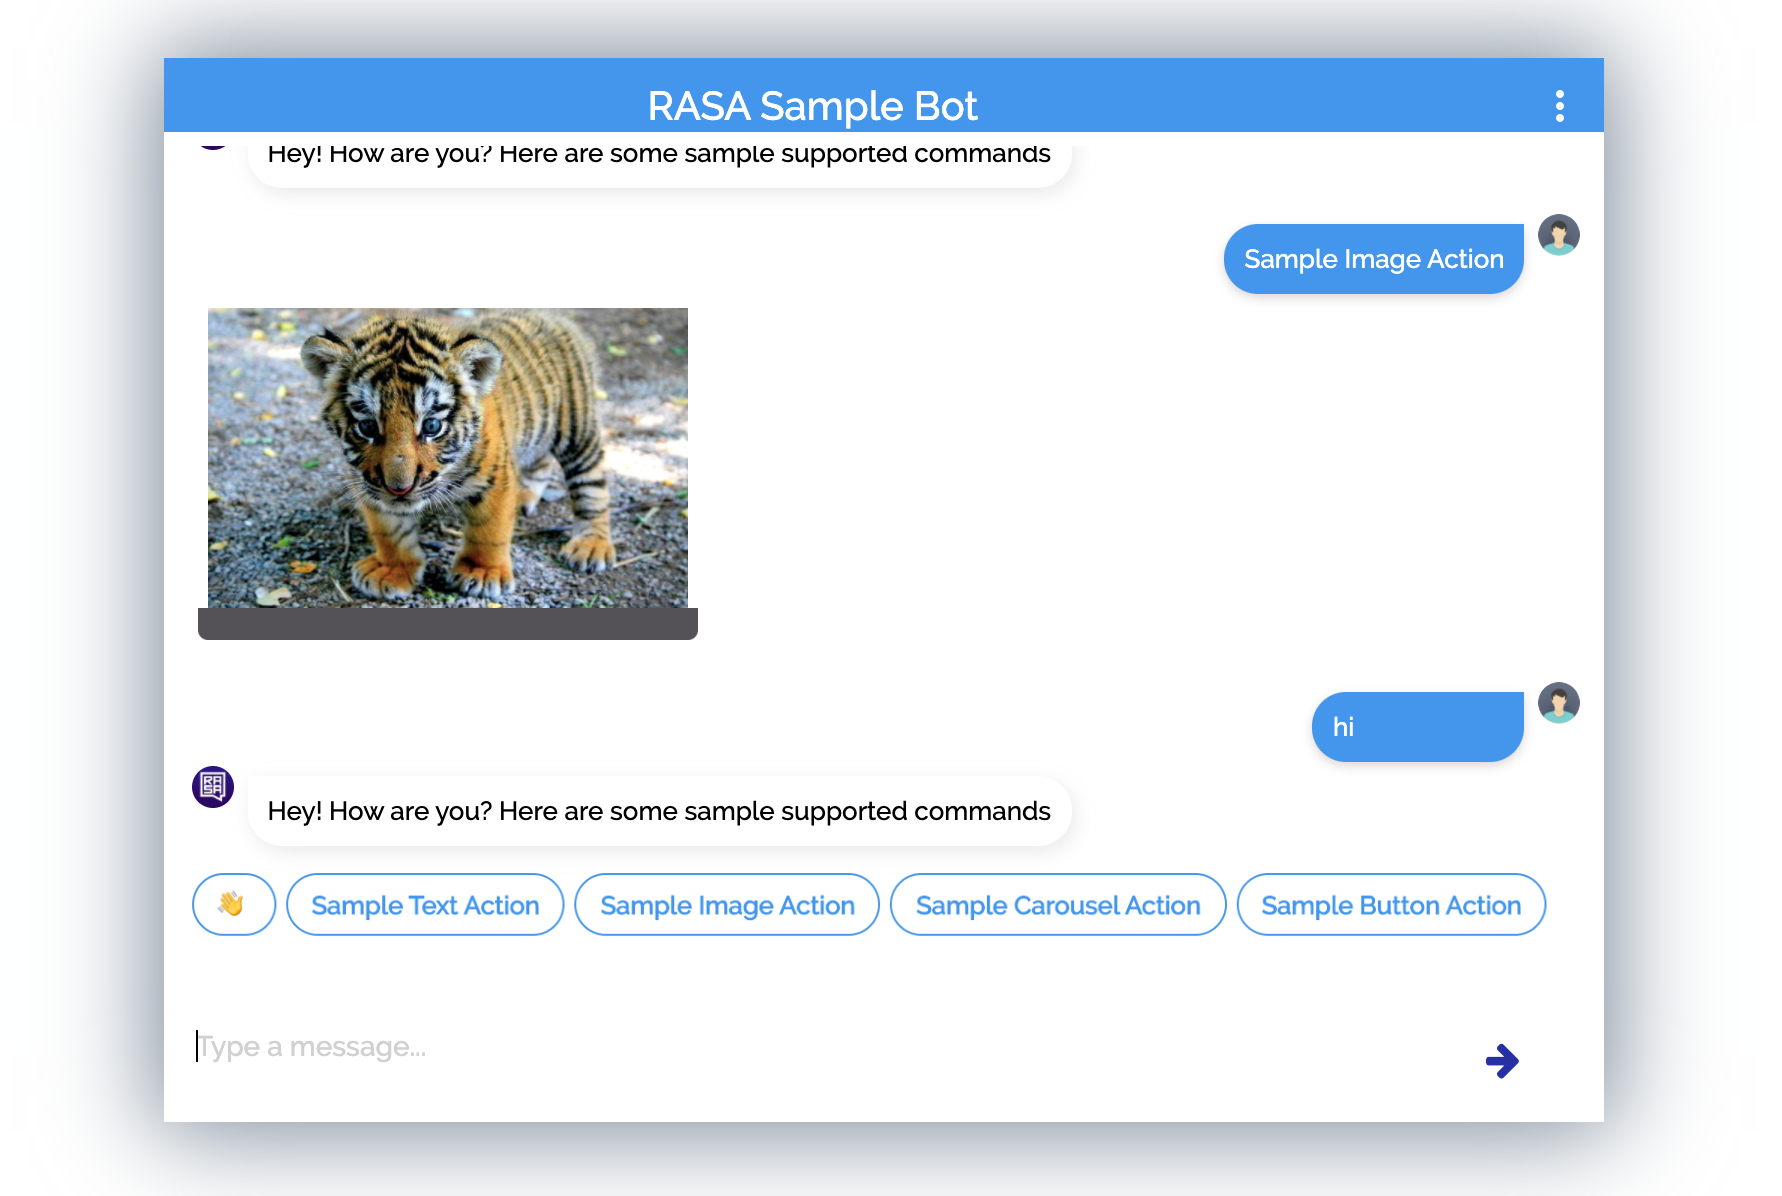 RASA Sample Bot
Hey! How are you? Here are some sample supported commands
Sample Image Action
hi
RASA
Hey! How are you? Here are some sample supported commands
👋
Sample Text Action
Sample Image Action
Sample Carousel Action
Sample Button Action
Type a message...